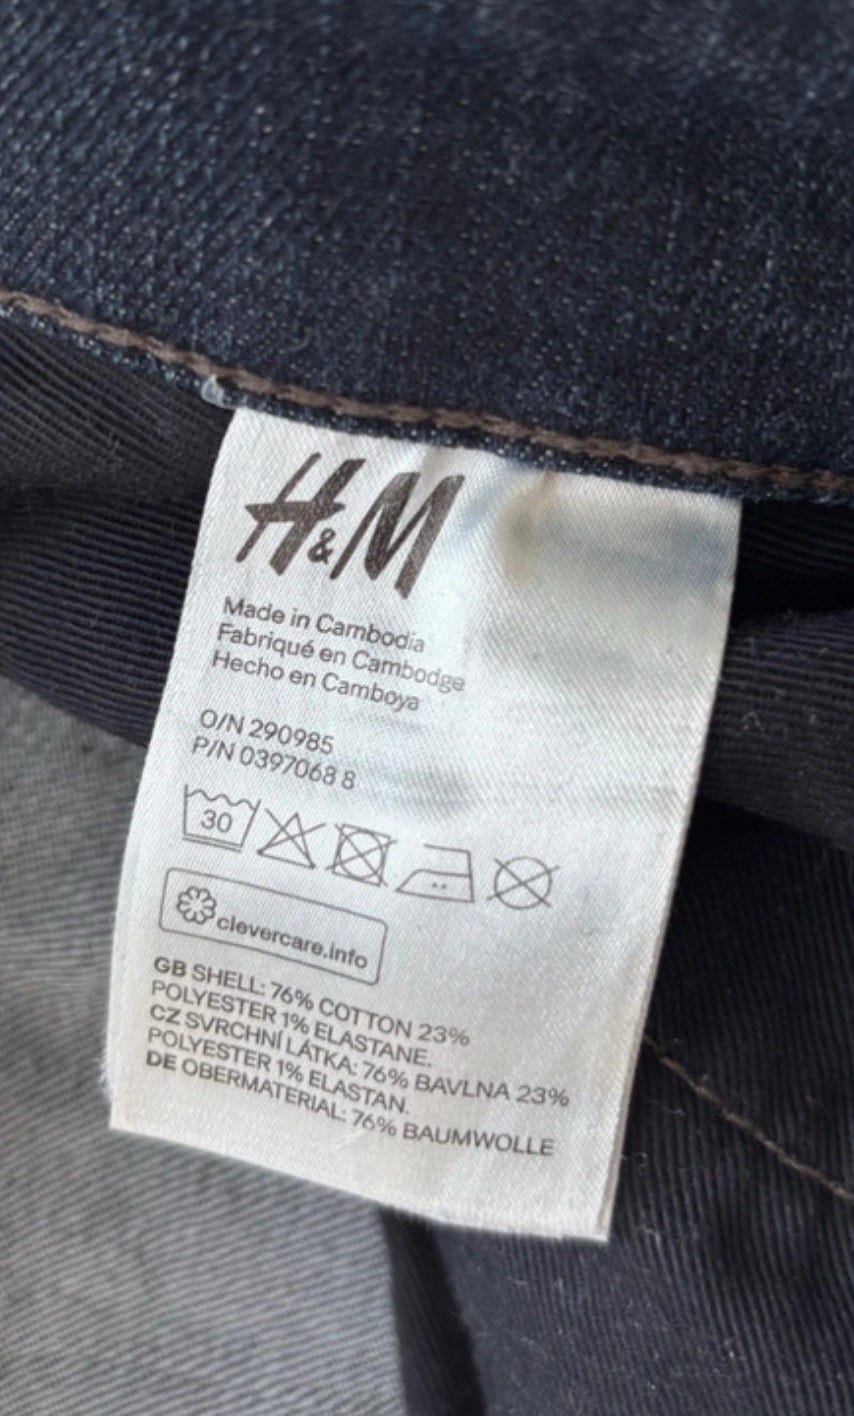 H&M
Made in Cambodia
Fabriqué en Cambodge
Hecho en Camboya
O/N 290985
P/N 0397068 8
30
clevercare.info
GB SHELL: 76% COTTON 23%
POLYESTER 1% ELASTANE.
CZ SVRCHNÍ LÁTKA: 76% BAVLNA 23%
POLYESTER 1% ELASTAN.
DE OBERMATERIAL: 76% BAUMWOLLE